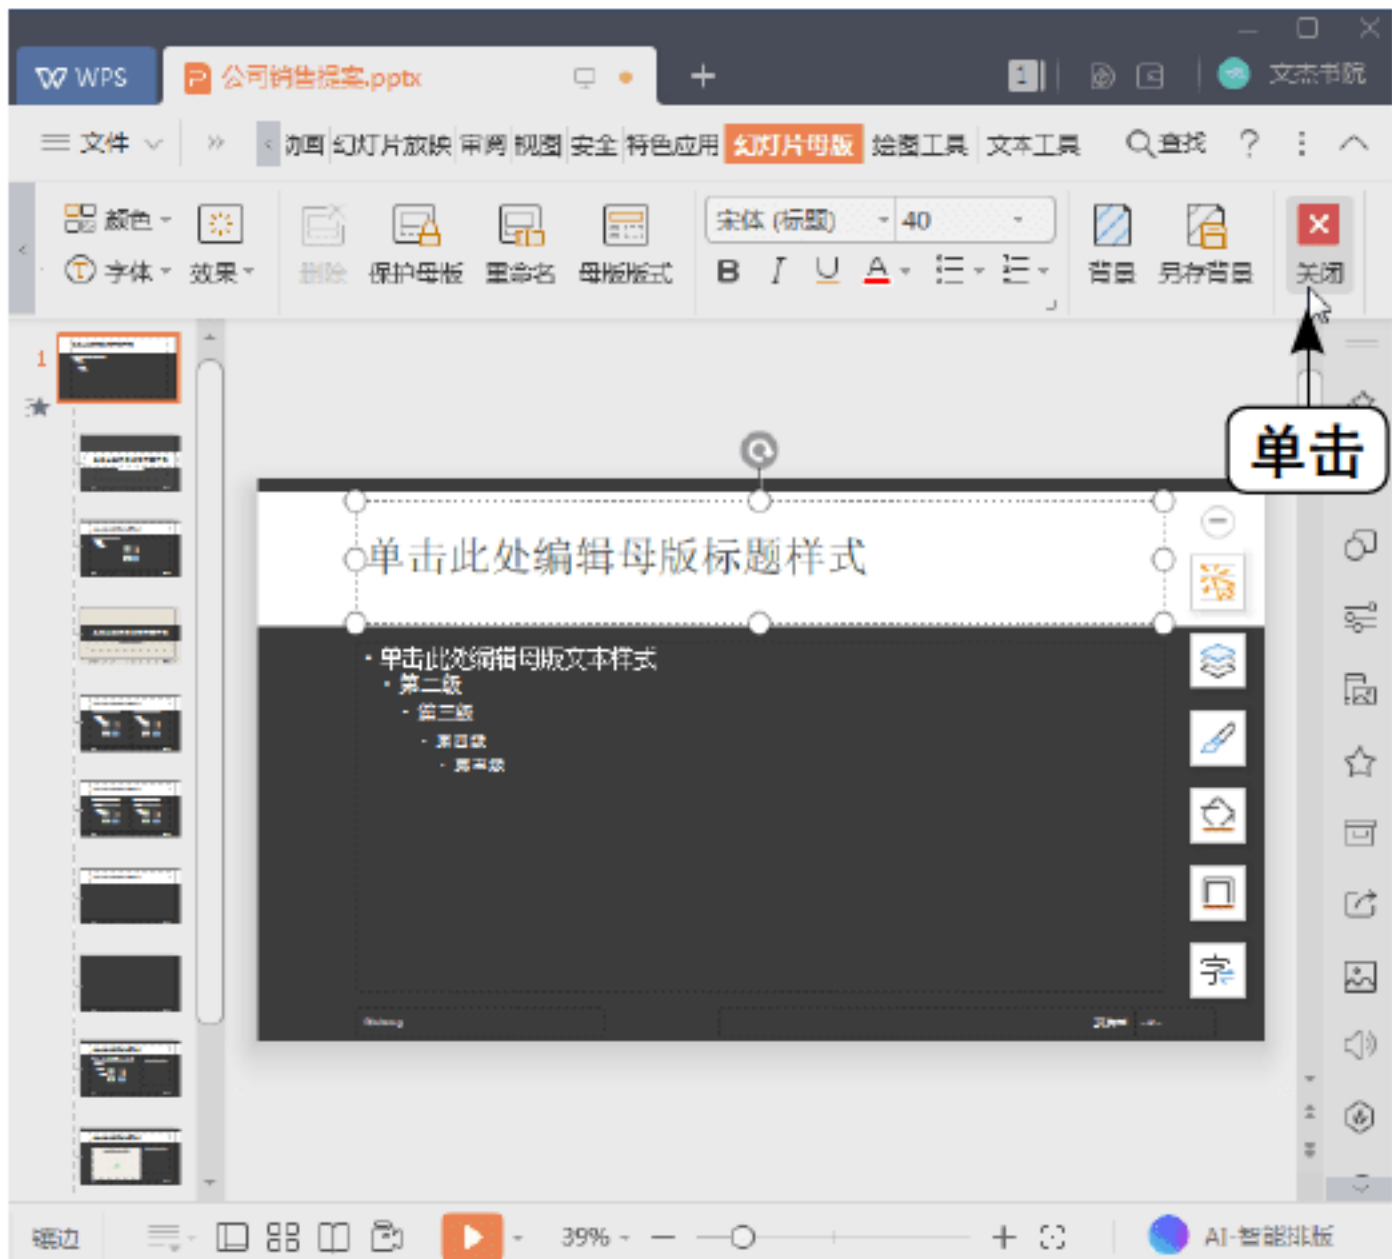 WPS 公司销售提案.pptx 1 文杰书院
文件 动画 幻灯片放映 审阅 视图 安全 特色应用 幻灯片母版 绘图工具 文本工具 查找
颜色 宋体 (标题) 40
字体 效果 删除 保护母版 重命名 母版版式 B I U A 背景 另存背景 关闭
1
单击
单击此处编辑母版标题样式
• 单击此处编辑母版文本样式
• 第二级
• 第三级
• 第四级
• 第五级
字
镶边 39% AI-智能排版